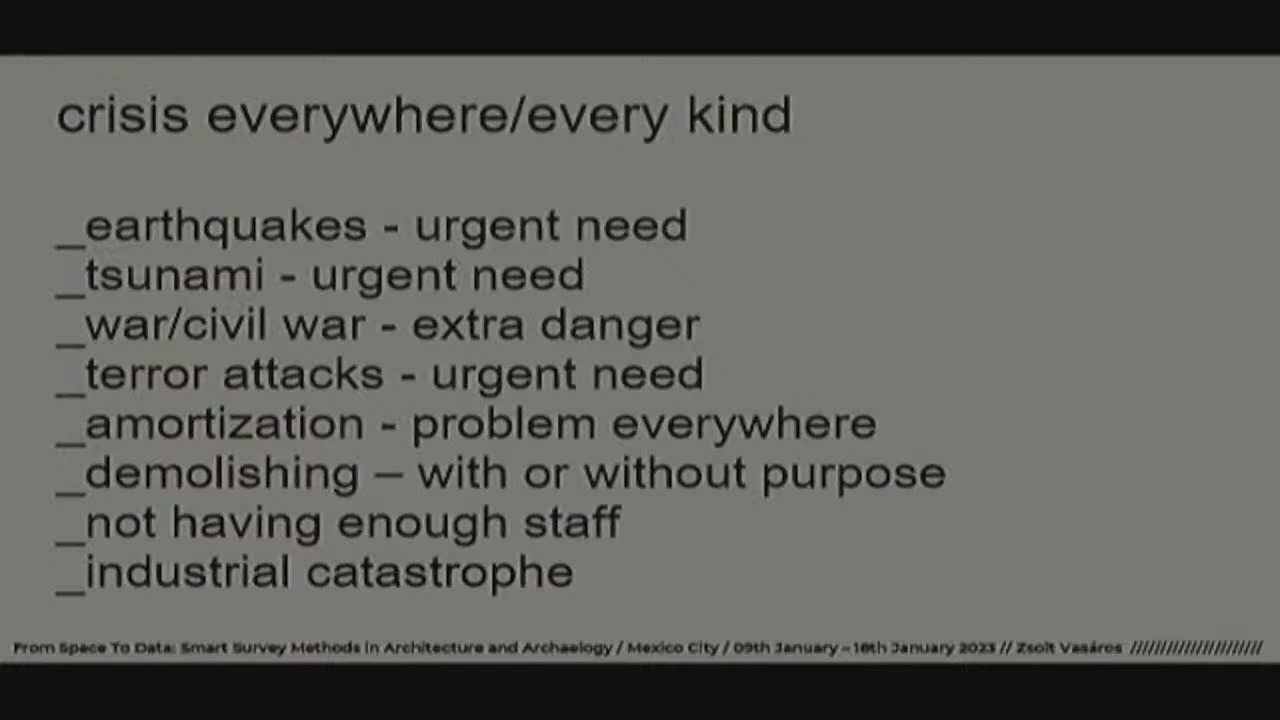 crisis everywhere/every kind
_earthquakes - urgent need
_tsunami - urgent need
_war/civil war - extra danger
_terror attacks - urgent need
_amortization - problem everywhere
_demolishing – with or without purpose
_not having enough staff
_industrial catastrophe
From Space To Data: Smart Survey Methods in Architecture and Archaelogy / Mexico City / 09th January - 18th January 2023 // Zsolt Vasáros //////////////////////